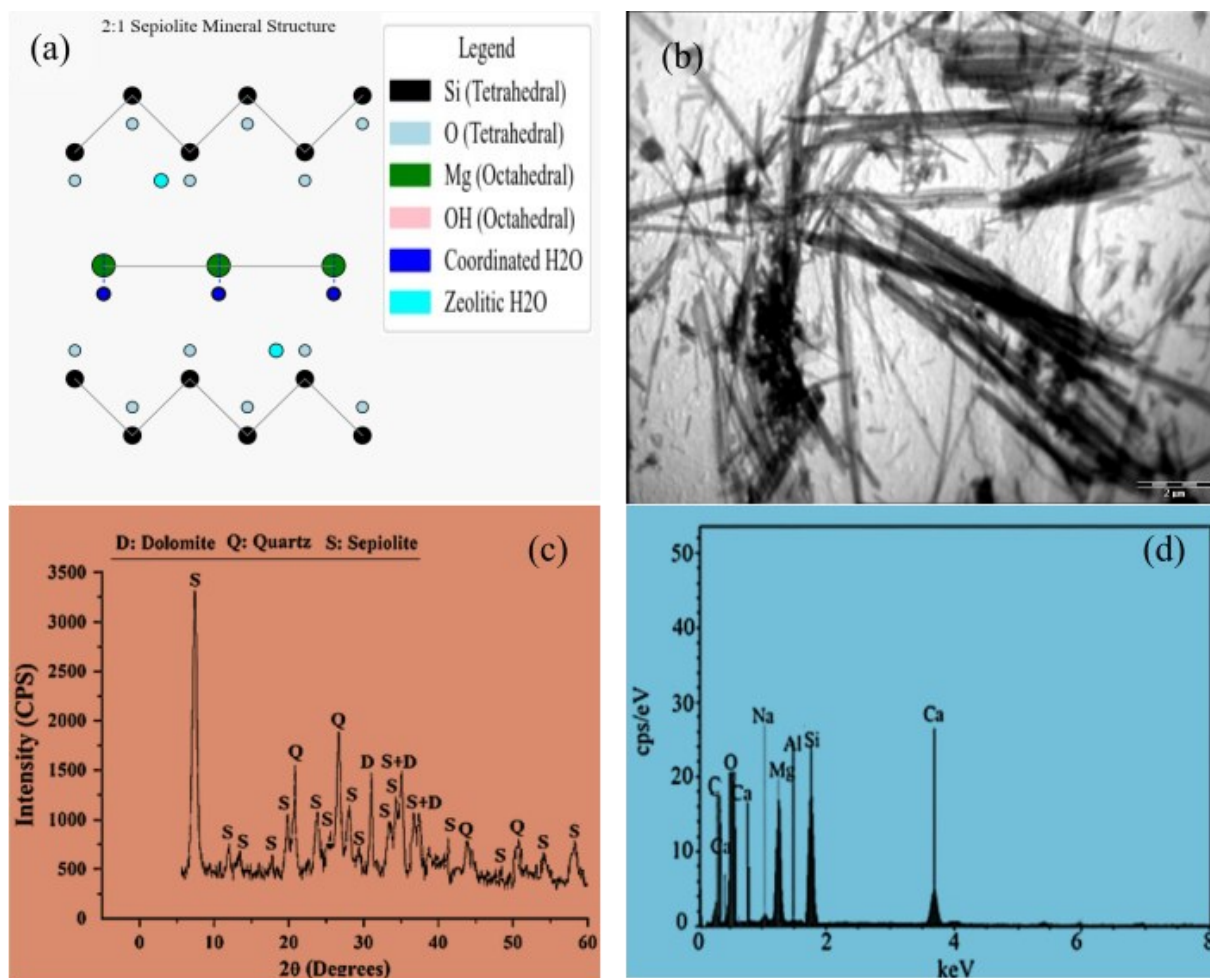 2:1 Sepiolite Mineral Structure
(a)
Legend
Si (Tetrahedral)
O (Tetrahedral)
Mg (Octahedral)
OH (Octahedral)
Coordinated H2O
Zeolitic H2O
(b)
2 µm
(c)
D: Dolomite Q: Quartz S: Sepiolite
Intensity (CPS)
3500
3000
2500
2000
1500
1000
500
0
S
S
S
S
S
Q
S
S
Q
S
S
D
S
S+D
S+D
S
Q
S
Q
S
S
0 10 20 30 40 50 60
2θ (Degrees)
(d)
cps/eV
50
40
30
20
10
0
C
Ca
O
Ca
Na
Mg
Al
Si
Ca
0 2 4 6 8
keV